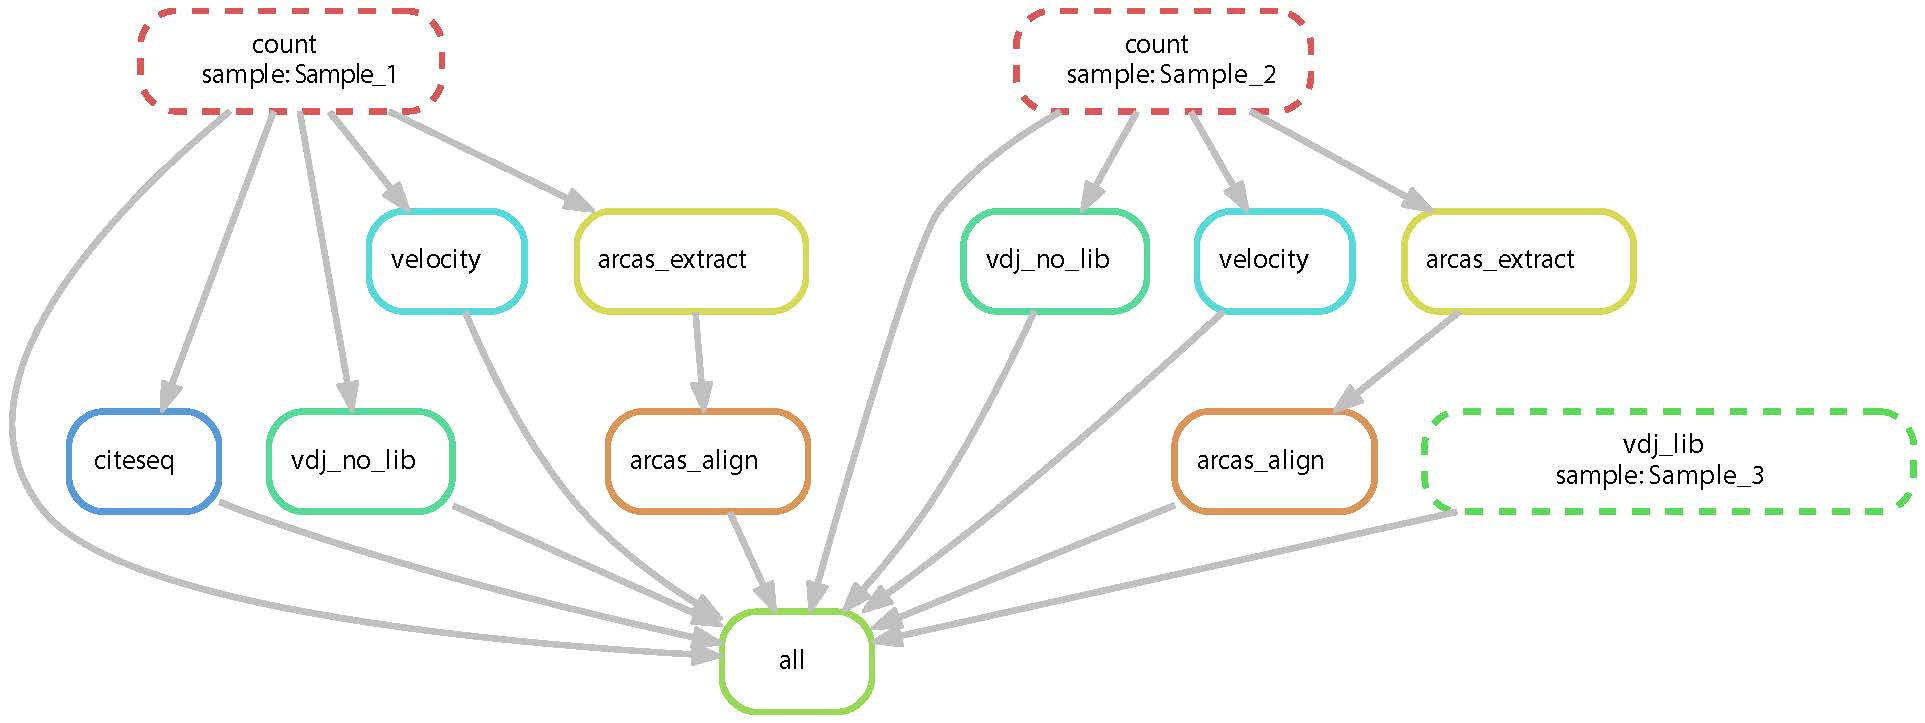 count
sample: Sample_1
count
sample: Sample_2
velocity
arcas_extract
vdj_no_lib
velocity
arcas_extract
citeseq
vdj_no_lib
arcas_align
arcas_align
vdj_lib
sample: Sample_3
all